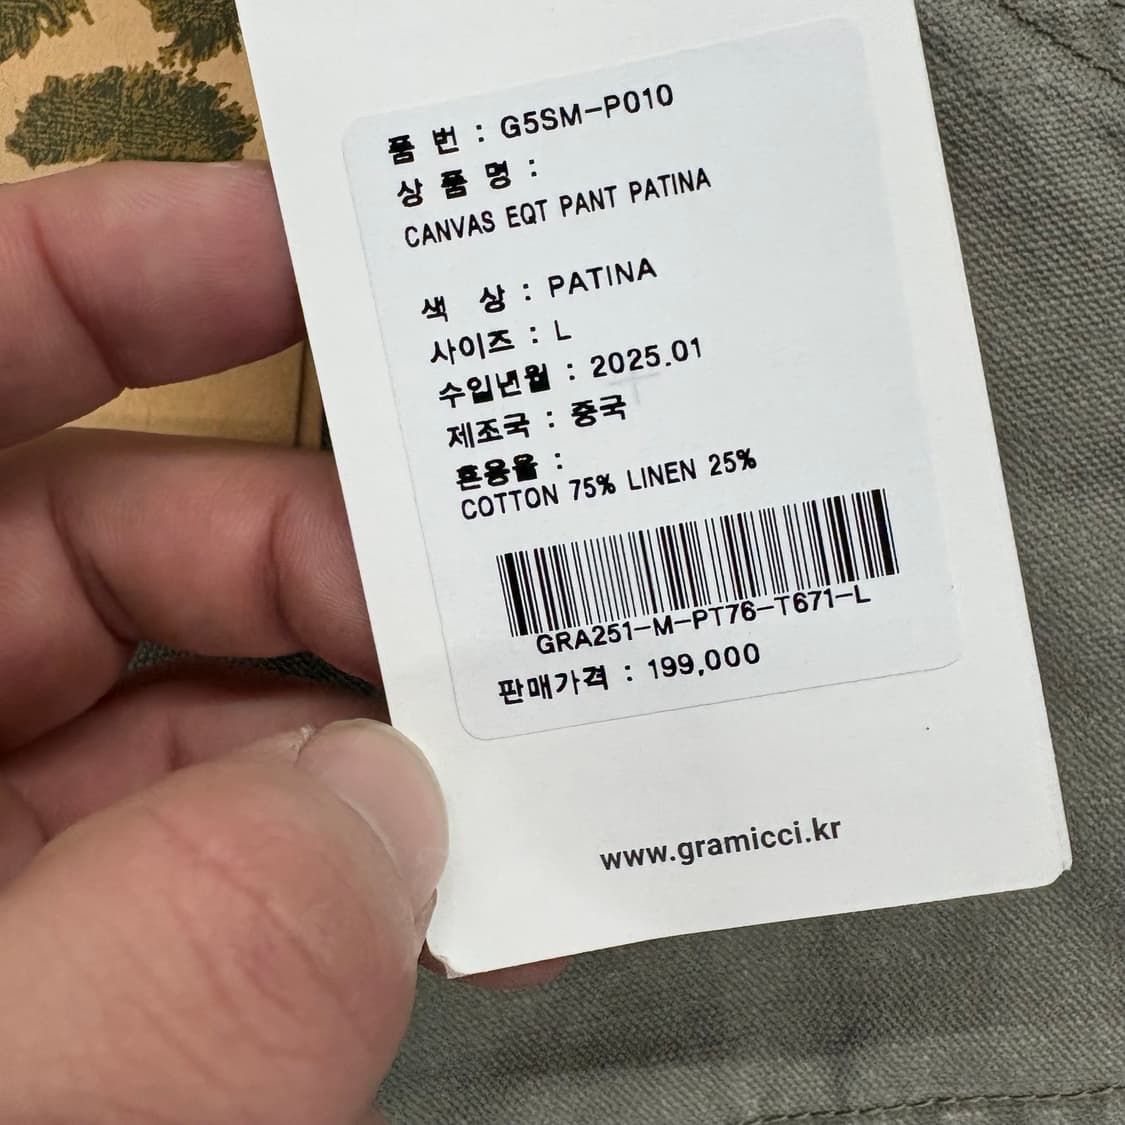 품 번 : G5SM-P010
상 품 명 :
CANVAS EQT PANT PATINA
색 상 : PATINA
사이즈 : L
수입년월 : 2025.01
제조국 : 중국
혼용율 :
COTTON 75% LINEN 25%
GRA251-M-PT76-T671-L
판매가격 : 199,000
www.gramicci.kr